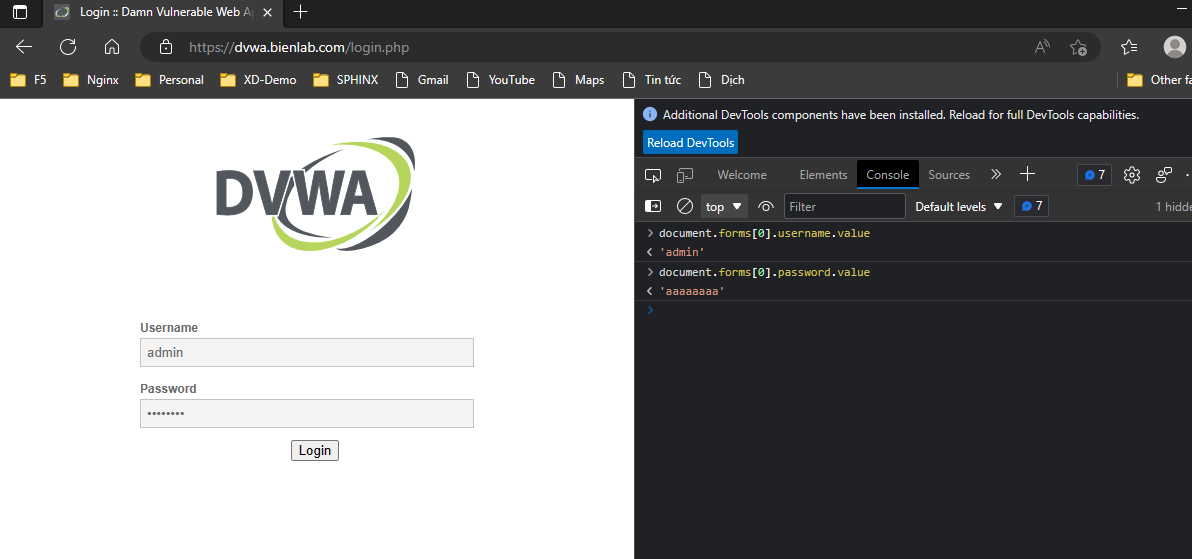 Login :: Damn Vulnerable Web Ap
https://dvwa.bienlab.com/login.php
F5 Nginx Personal XD-Demo SPHINX Gmail YouTube Maps Tin tức Dịch Other fa
DVWA
Username
admin
Password
••••••••
Login
Additional DevTools components have been installed. Reload for full DevTools capabilities.
Reload DevTools
Welcome Elements Console Sources 7
top Filter Default levels 7 1 hidde
document.forms[0].username.value
'admin'
document.forms[0].password.value
'aaaaaaaa'